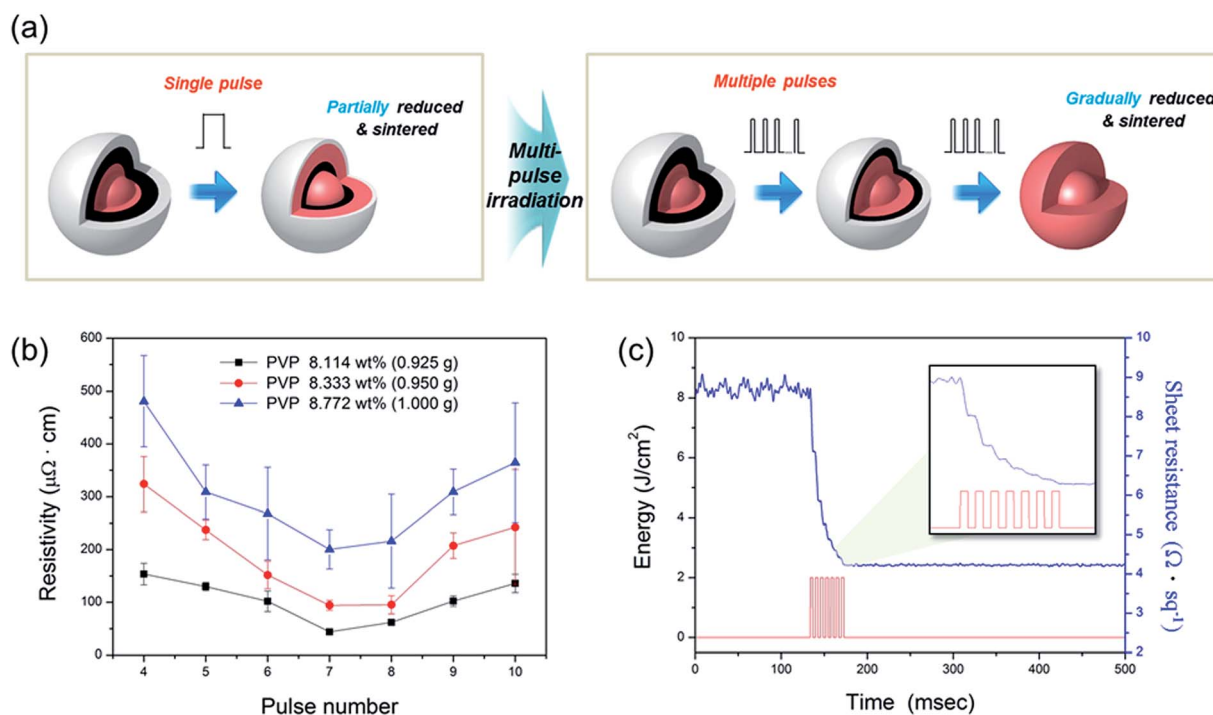 (a)
Single pulse
Partially reduced
& sintered
Multi-
pulse
irradiation
Multiple pulses
Gradually reduced
& sintered
(b)
600
500
400
300
200
100
0
Resistivity (μΩ · cm)
PVP 8.114 wt% (0.925 g)
PVP 8.333 wt% (0.950 g)
PVP 8.772 wt% (1.000 g)
4 5 6 7 8 9 10
Pulse number
(c)
10
8
6
4
2
0
Energy (J/cm²)
10
9
8
7
6
5
4
3
2
Sheet resistance (Ω · sq⁻¹)
0 100 200 300 400 500
Time (msec)